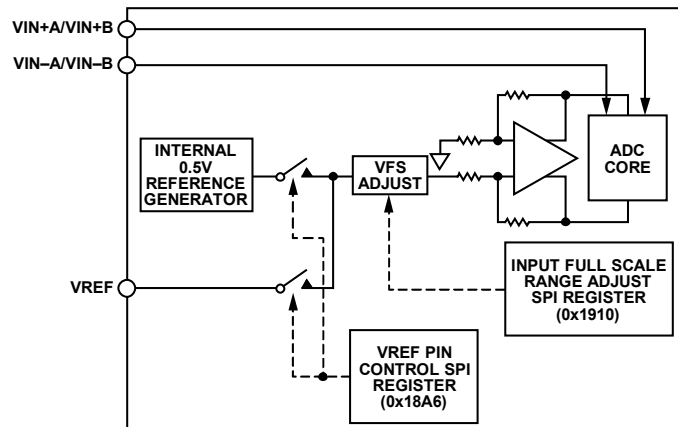 VIN+A/VIN+B
VIN–A/VIN–B
INTERNAL
0.5V
REFERENCE
GENERATOR
VFS
ADJUST
ADC
CORE
VREF
INPUT FULL SCALE
RANGE ADJUST
SPI REGISTER
(0x1910)
VREF PIN
CONTROL SPI
REGISTER
(0x18A6)